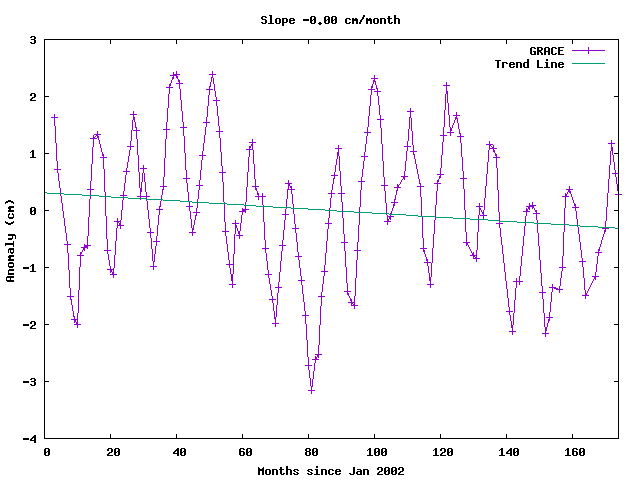 Slope -0.00 cm/month
GRACE
Trend Line
3
2
1
0
-1
-2
-3
-4
Anomaly (cm)
0 20 40 60 80 100 120 140 160
Months since Jan 2002